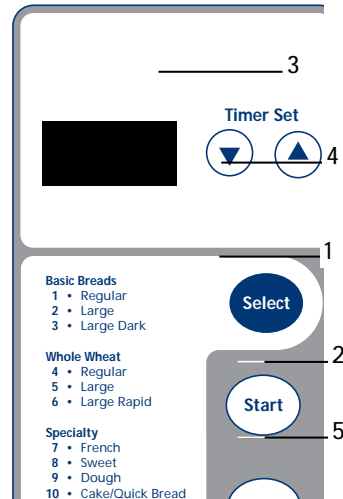 3
Timer Set
4
1
Basic Breads
1 • Regular
2 • Large
3 • Large Dark
Select
Whole Wheat
4 • Regular
5 • Large
6 • Large Rapid
2
Start
5
Specialty
7 • French
8 • Sweet
9 • Dough
10 • Cake/Quick Bread